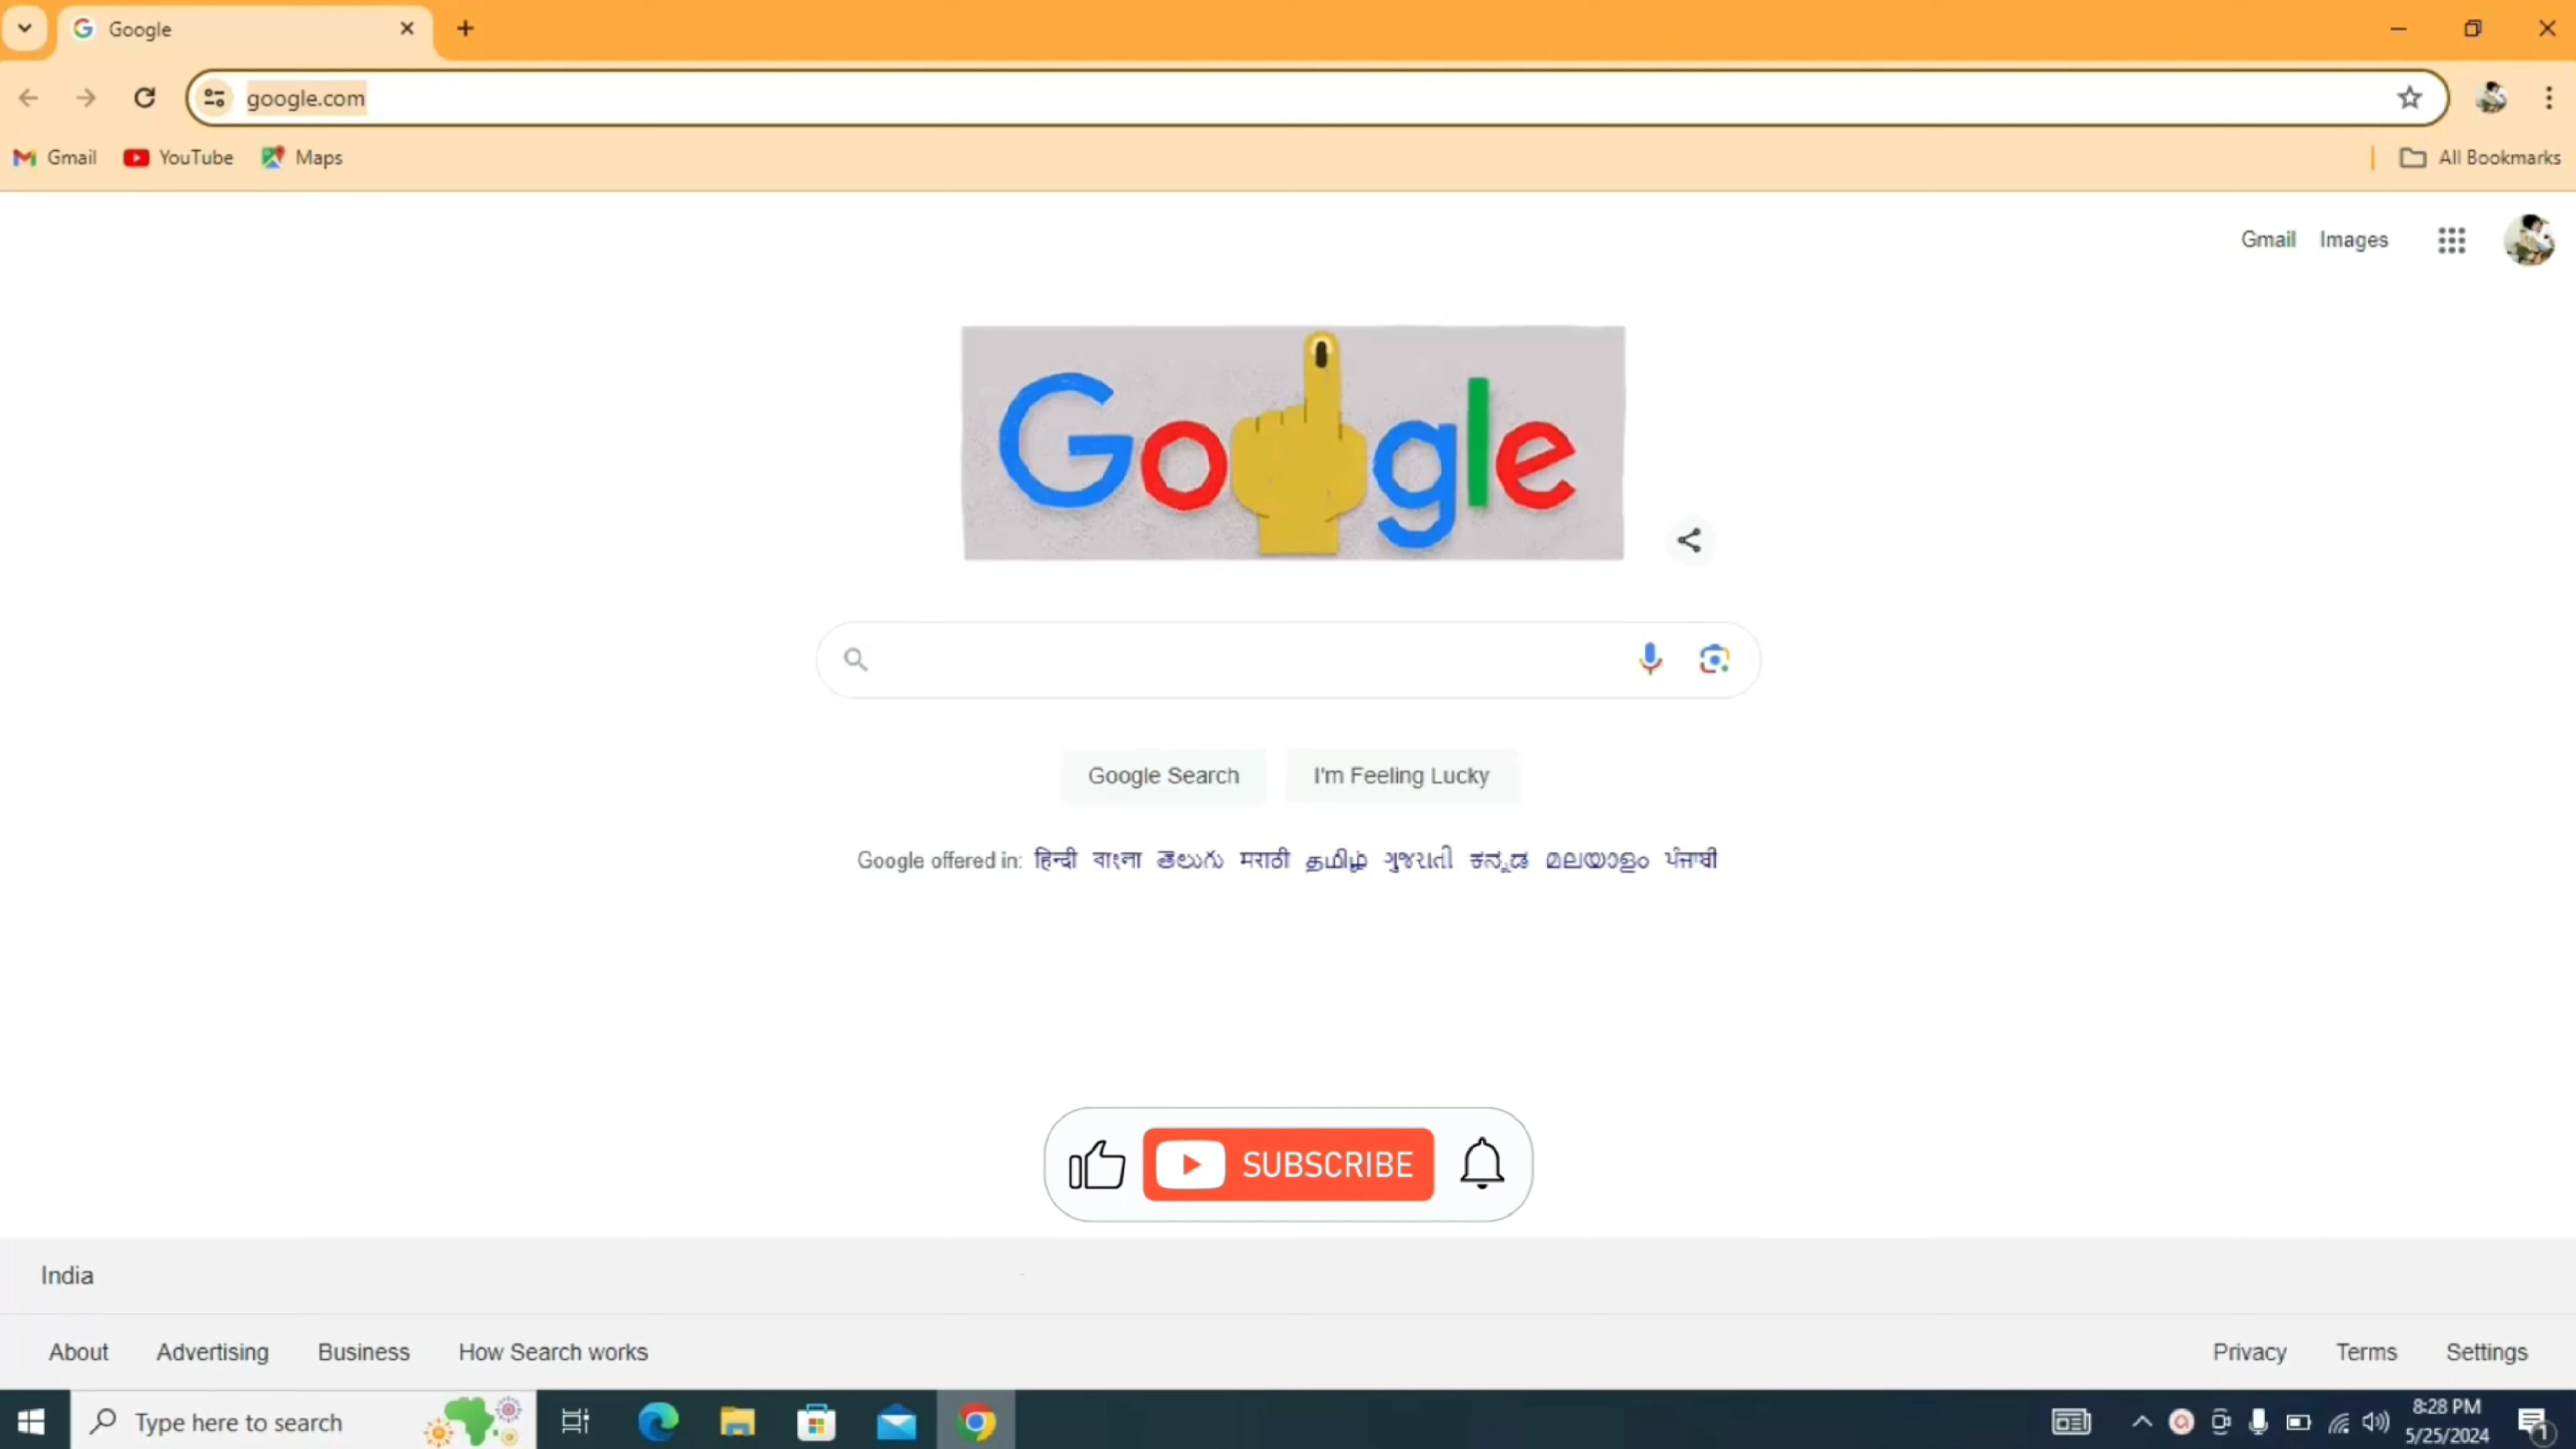 Google
google.com
Gmail YouTube Maps All Bookmarks
Gmail Images
Google
Google Search I'm Feeling Lucky
Google offered in: हिन्दी বাংলা తెలుగు मराठी தமிழ் ગુજરાતી ಕನ್ನಡ മലയാളം ਪੰਜਾਬੀ
SUBSCRIBE
India
About Advertising Business How Search works Privacy Terms Settings
Type here to search 8:28 PM
5/25/2024 1